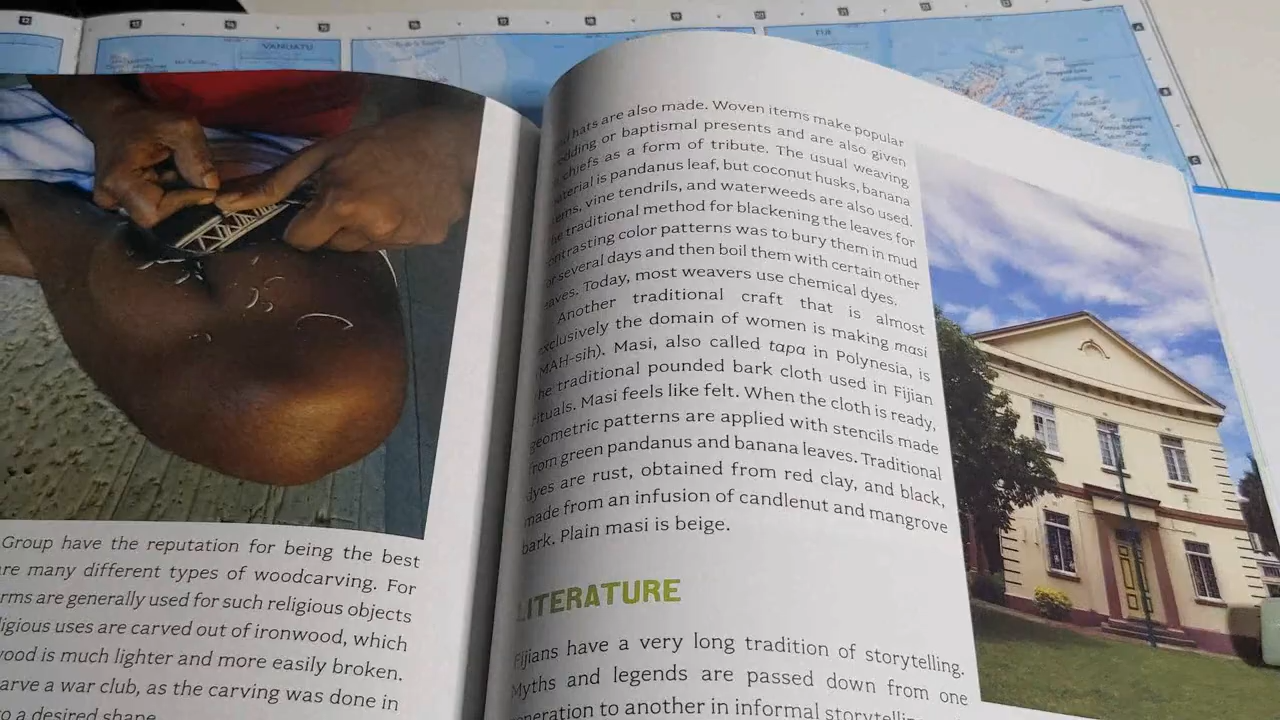 VANUATU
FIJI
Group have the reputation for being the best
are many different types of woodcarving. For
rms are generally used for such religious objects
ligious uses are carved out of ironwood, which
wood is much lighter and more easily broken.
arve a war club, as the carving was done in
to a desired shape.
hats are also made. Woven items make popular
edding or baptismal presents and are also given
chiefs as a form of tribute. The usual weaving
aterial is pandanus leaf, but coconut husks, banana
ems, vine tendrils, and waterweeds are also used.
he traditional method for blackening the leaves for
ontrasting color patterns was to bury them in mud
or several days and then boil them with certain other
eaves. Today, most weavers use chemical dyes.
Another traditional craft that is almost
exclusively the domain of women is making masi
(MAH-sih). Masi, also called tapa in Polynesia, is
he traditional pounded bark cloth used in Fijian
rituals. Masi feels like felt. When the cloth is ready,
geometric patterns are applied with stencils made
from green pandanus and banana leaves. Traditional
dyes are rust, obtained from red clay, and black,
made from an infusion of candlenut and mangrove
bark. Plain masi is beige.
LITERATURE
Fijians have a very long tradition of storytelling.
Myths and legends are passed down from one
generation to another in informal